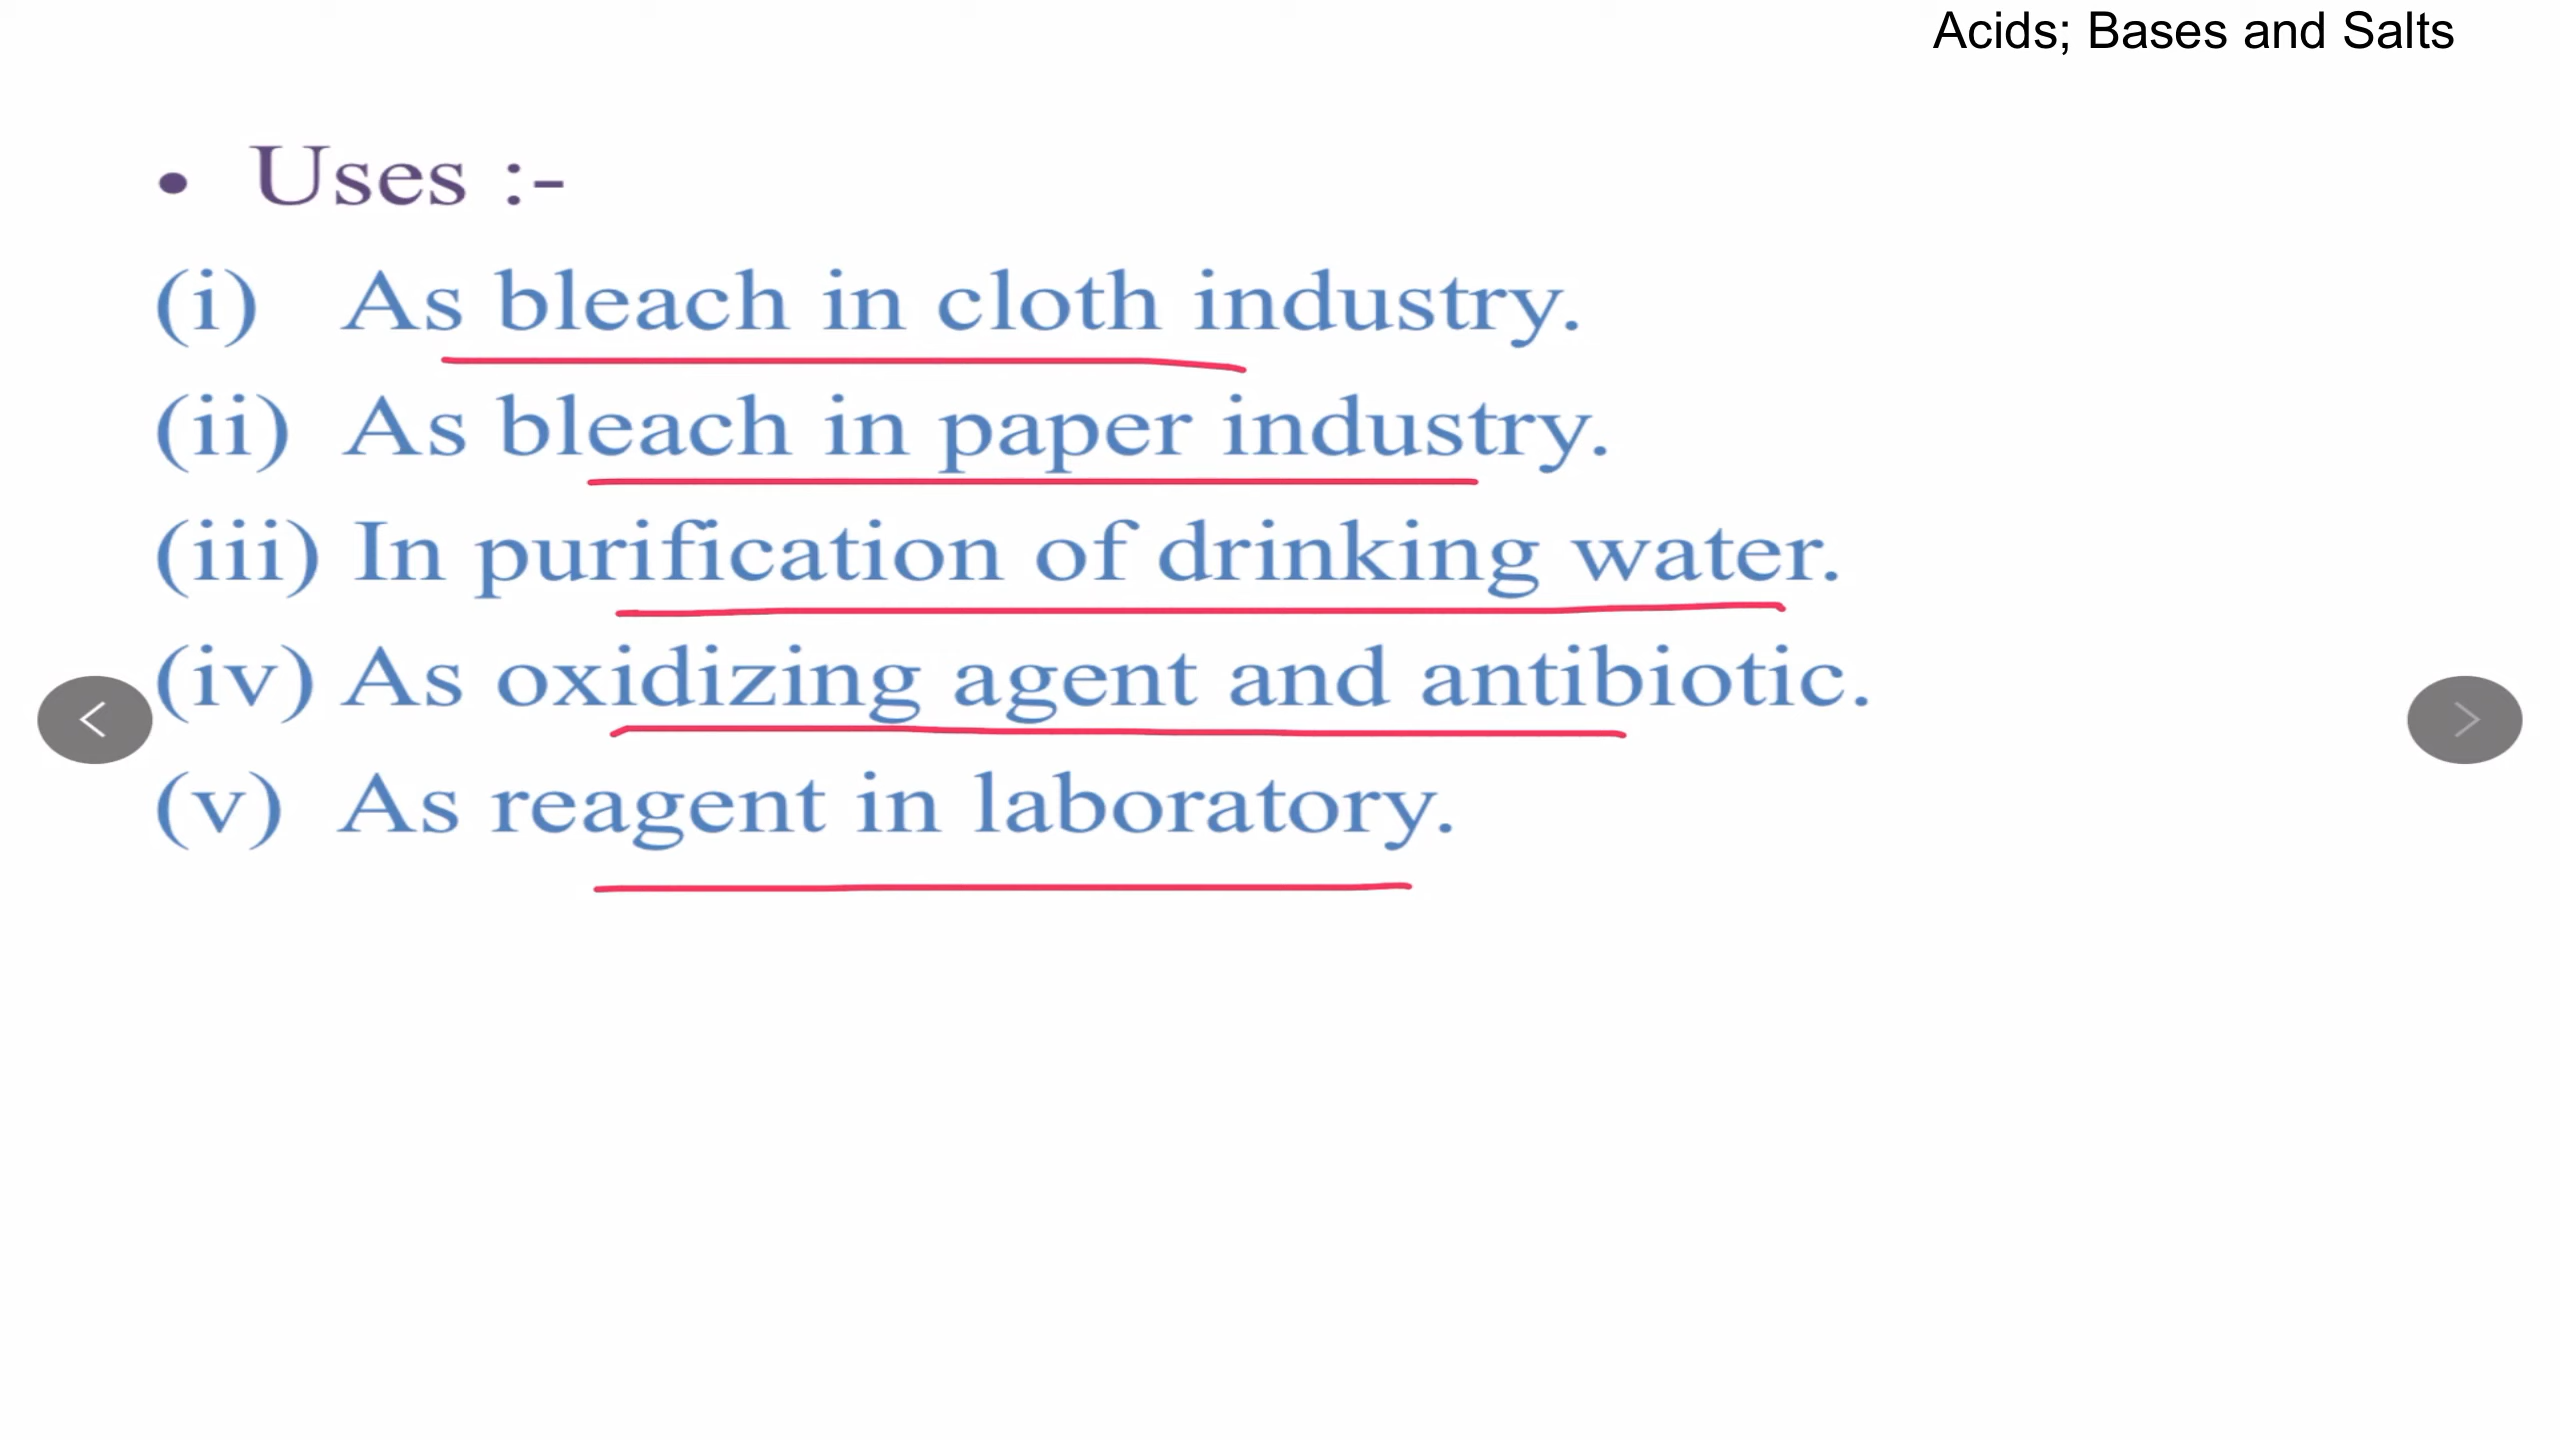 Acids; Bases and Salts
• Uses :-
(i) As bleach in cloth industry.
(ii) As bleach in paper industry.
(iii) In purification of drinking water.
(iv) As oxidizing agent and antibiotic.
(v) As reagent in laboratory.